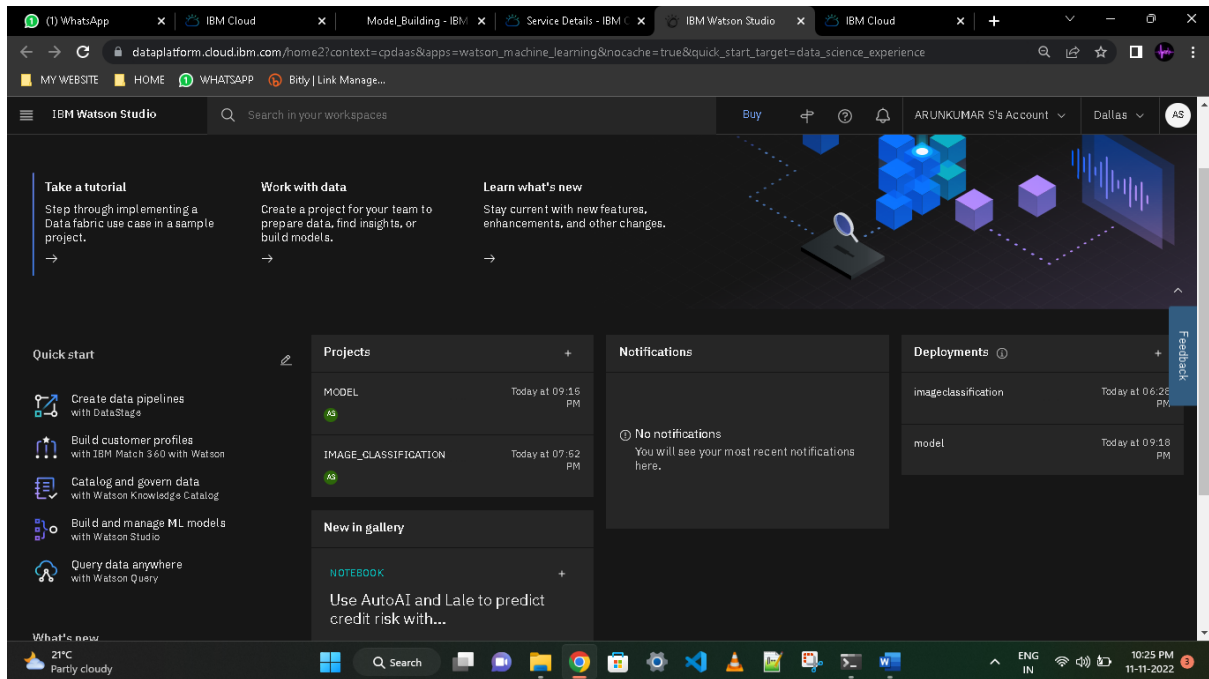 (1) WhatsApp
IBM Cloud
Model_Building - IBM
Service Details - IBM C
IBM Watson Studio
IBM Cloud
dataplatform.cloud.ibm.com/home2?context=cpdaas&apps=watson_machine_learning&nocache=true&quick_start_target=data_science_experience
MY WEBSITE
HOME
WHATSAPP
Bitly | Link Manage...
IBM Watson Studio
Search in your workspaces
Buy
ARUNKUMAR S's Account
Dallas
AS
Take a tutorial
Step through implementing a
Data fabric use case in a sample
project.
Work with data
Create a project for your team to
prepare data, find insights, or
build models.
Learn what's new
Stay current with new features,
enhancements, and other changes.
Feedback
Quick start
Create data pipelines
with DataStage
Build customer profiles
with IBM Match 360 with Watson
Catalog and govern data
with Watson Knowledge Catalog
Build and manage ML models
with Watson Studio
Query data anywhere
with Watson Query
What's new
Projects
MODEL
Today at 09:15
PM
AS
IMAGE_CLASSIFICATION
Today at 07:52
PM
AS
New in gallery
NOTEBOOK
Use AutoAI and Lale to predict
credit risk with...
Notifications
No notifications
You will see your most recent notifications
here.
Deployments
imageclassification
Today at 06:28
PM
model
Today at 09:18
PM
21°C
Partly cloudy
Search
ENG
IN
10:25 PM
11-11-2022
3